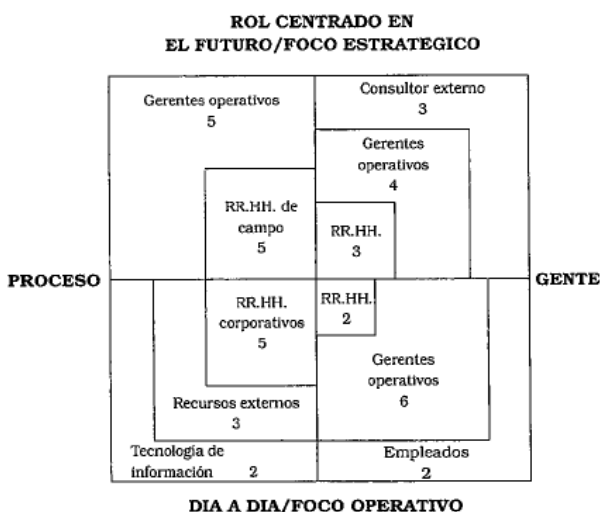 ROL CENTRADO EN
EL FUTURO/FOCO ESTRATEGICO
Gerentes operativos
5
Consultor externo
3
Gerentes
operativos
4
RR.HH. de
campo
5
RR.HH.
3
PROCESO
GENTE
RR.HH.
corporativos
5
RR.HH.
2
Gerentes
operativos
6
Recursos externos
3
Tecnología de
información 2
Empleados
2
DIA A DIA/FOCO OPERATIVO